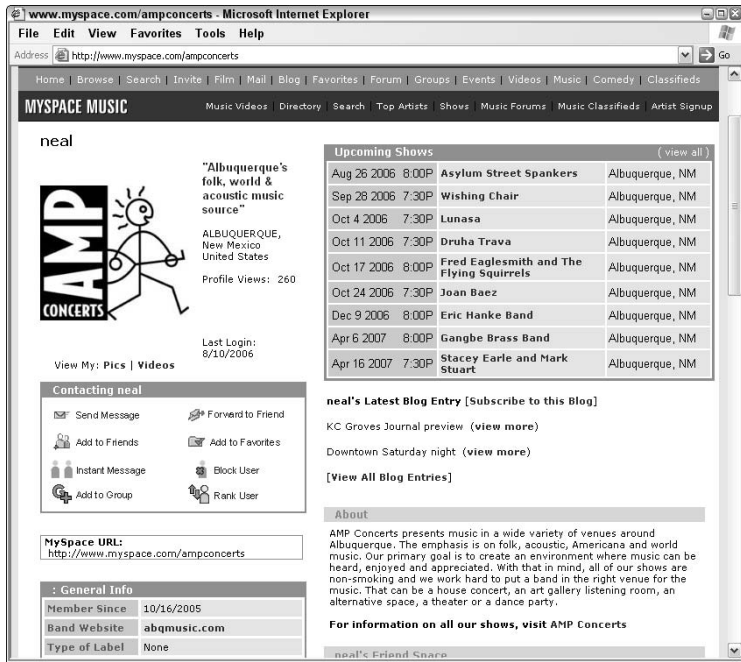 www.myspace.com/ampconcerts - Microsoft Internet Explorer
File Edit View Favorites Tools Help
Address http://www.myspace.com/ampconcerts Go
Home | Browse | Search | Invite | Film | Mail | Blog | Favorites | Forum | Groups | Events | Videos | Music | Comedy | Classifieds
MYSPACE MUSIC Music Videos | Directory | Search | Top Artists | Shows | Music Forums | Music Classifieds | Artist Signup
neal
AMP
CONCERTS
"Albuquerque's
folk, world &
acoustic music
source"
ALBUQUERQUE,
New Mexico
United States
Profile Views: 260
Last Login:
8/10/2006
View My: Pics | Videos
Contacting neal
Send Message Forward to Friend
Add to Friends Add to Favorites
Instant Message Block User
Add to Group Rank User
MySpace URL:
http://www.myspace.com/ampconcerts
: General Info
Member Since 10/16/2005
Band Website abqmusic.com
Type of Label None
Upcoming Shows ( view all )
Aug 26 2006 8:00P Asylum Street Spankers Albuquerque, NM
Sep 28 2006 7:30P Wishing Chair Albuquerque, NM
Oct 4 2006 7:30P Lunasa Albuquerque, NM
Oct 11 2006 7:30P Druha Trava Albuquerque, NM
Oct 17 2006 8:00P Fred Eaglesmith and The Albuquerque, NM
Flying Squirrels
Oct 24 2006 7:30P Joan Baez Albuquerque, NM
Dec 9 2006 8:00P Eric Hanke Band Albuquerque, NM
Apr 6 2007 8:00P Gangbe Brass Band Albuquerque, NM
Apr 16 2007 7:30P Stacey Earle and Mark Albuquerque, NM
Stuart
neal's Latest Blog Entry [Subscribe to this Blog]
KC Groves Journal preview (view more)
Downtown Saturday night (view more)
[View All Blog Entries]
About
AMP Concerts presents music in a wide variety of venues around
Albuquerque. The emphasis is on folk, acoustic, Americana and world
music. Our primary goal is to create an environment where music can be
heard, enjoyed and appreciated. With that in mind, all of our shows are
non-smoking and we work hard to put a band in the right venue for the
music. That can be a house concert, an art gallery listening room, an
alternative space, a theater or a dance party.
For information on all our shows, visit AMP Concerts
neal's Friend Space